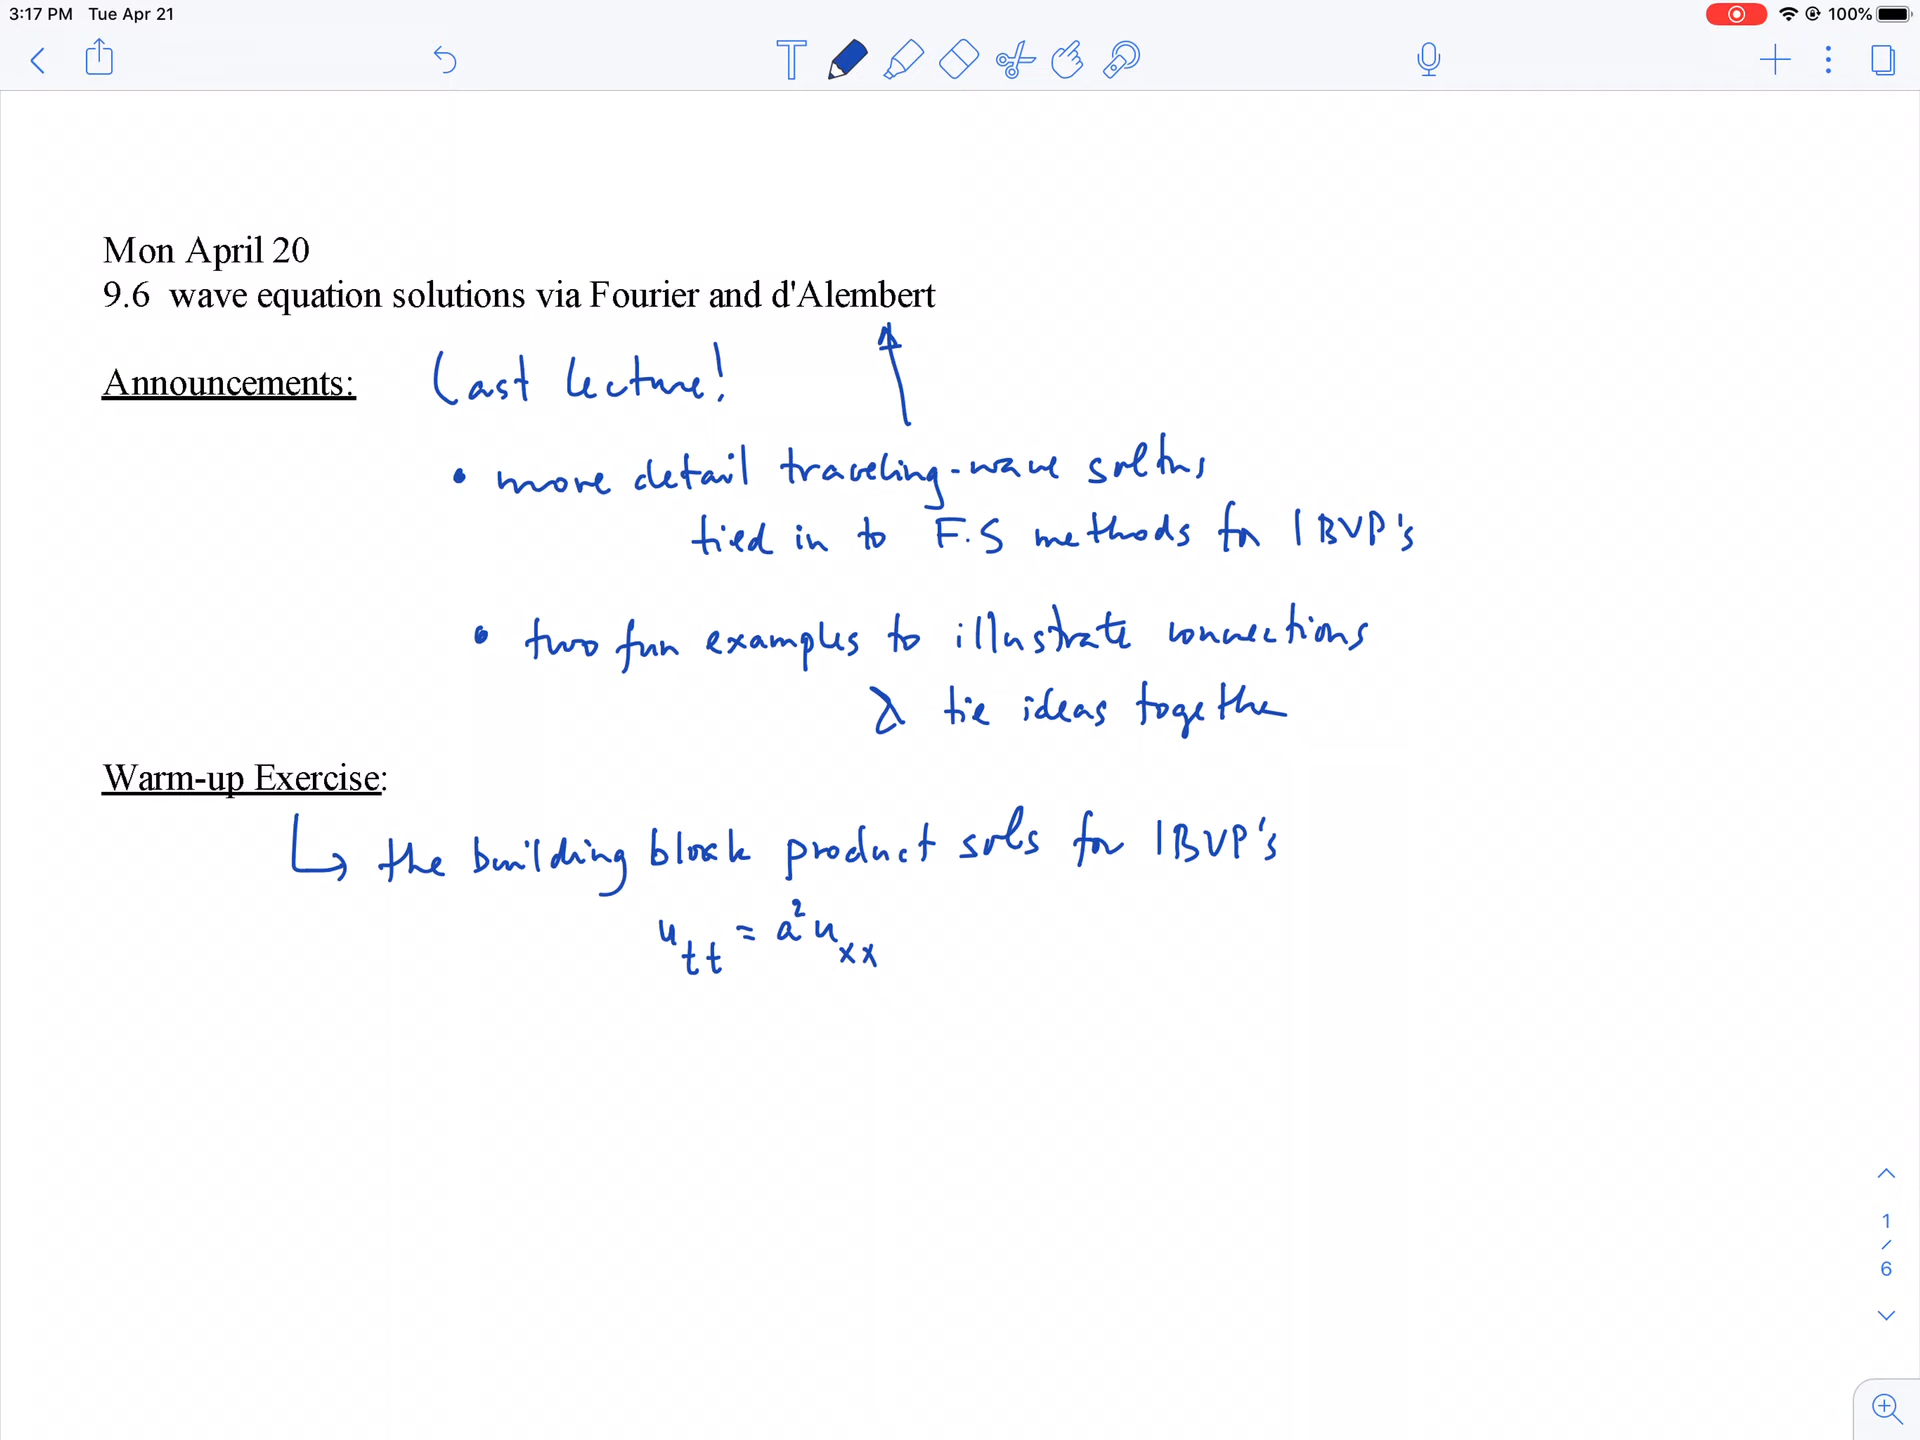 3:17 PM Tue Apr 21
100%
Mon April 20
9.6 wave equation solutions via Fourier and d'Alembert
Announcements: Last lecture!
• more detail traveling-wave soltns
tied in to F.S methods for IBVP's
• two fun examples to illustrate connections
& tie ideas together
Warm-up Exercise:
↳ the building block product sols for IBVP's
u_tt = a²u_xx
1
/
6